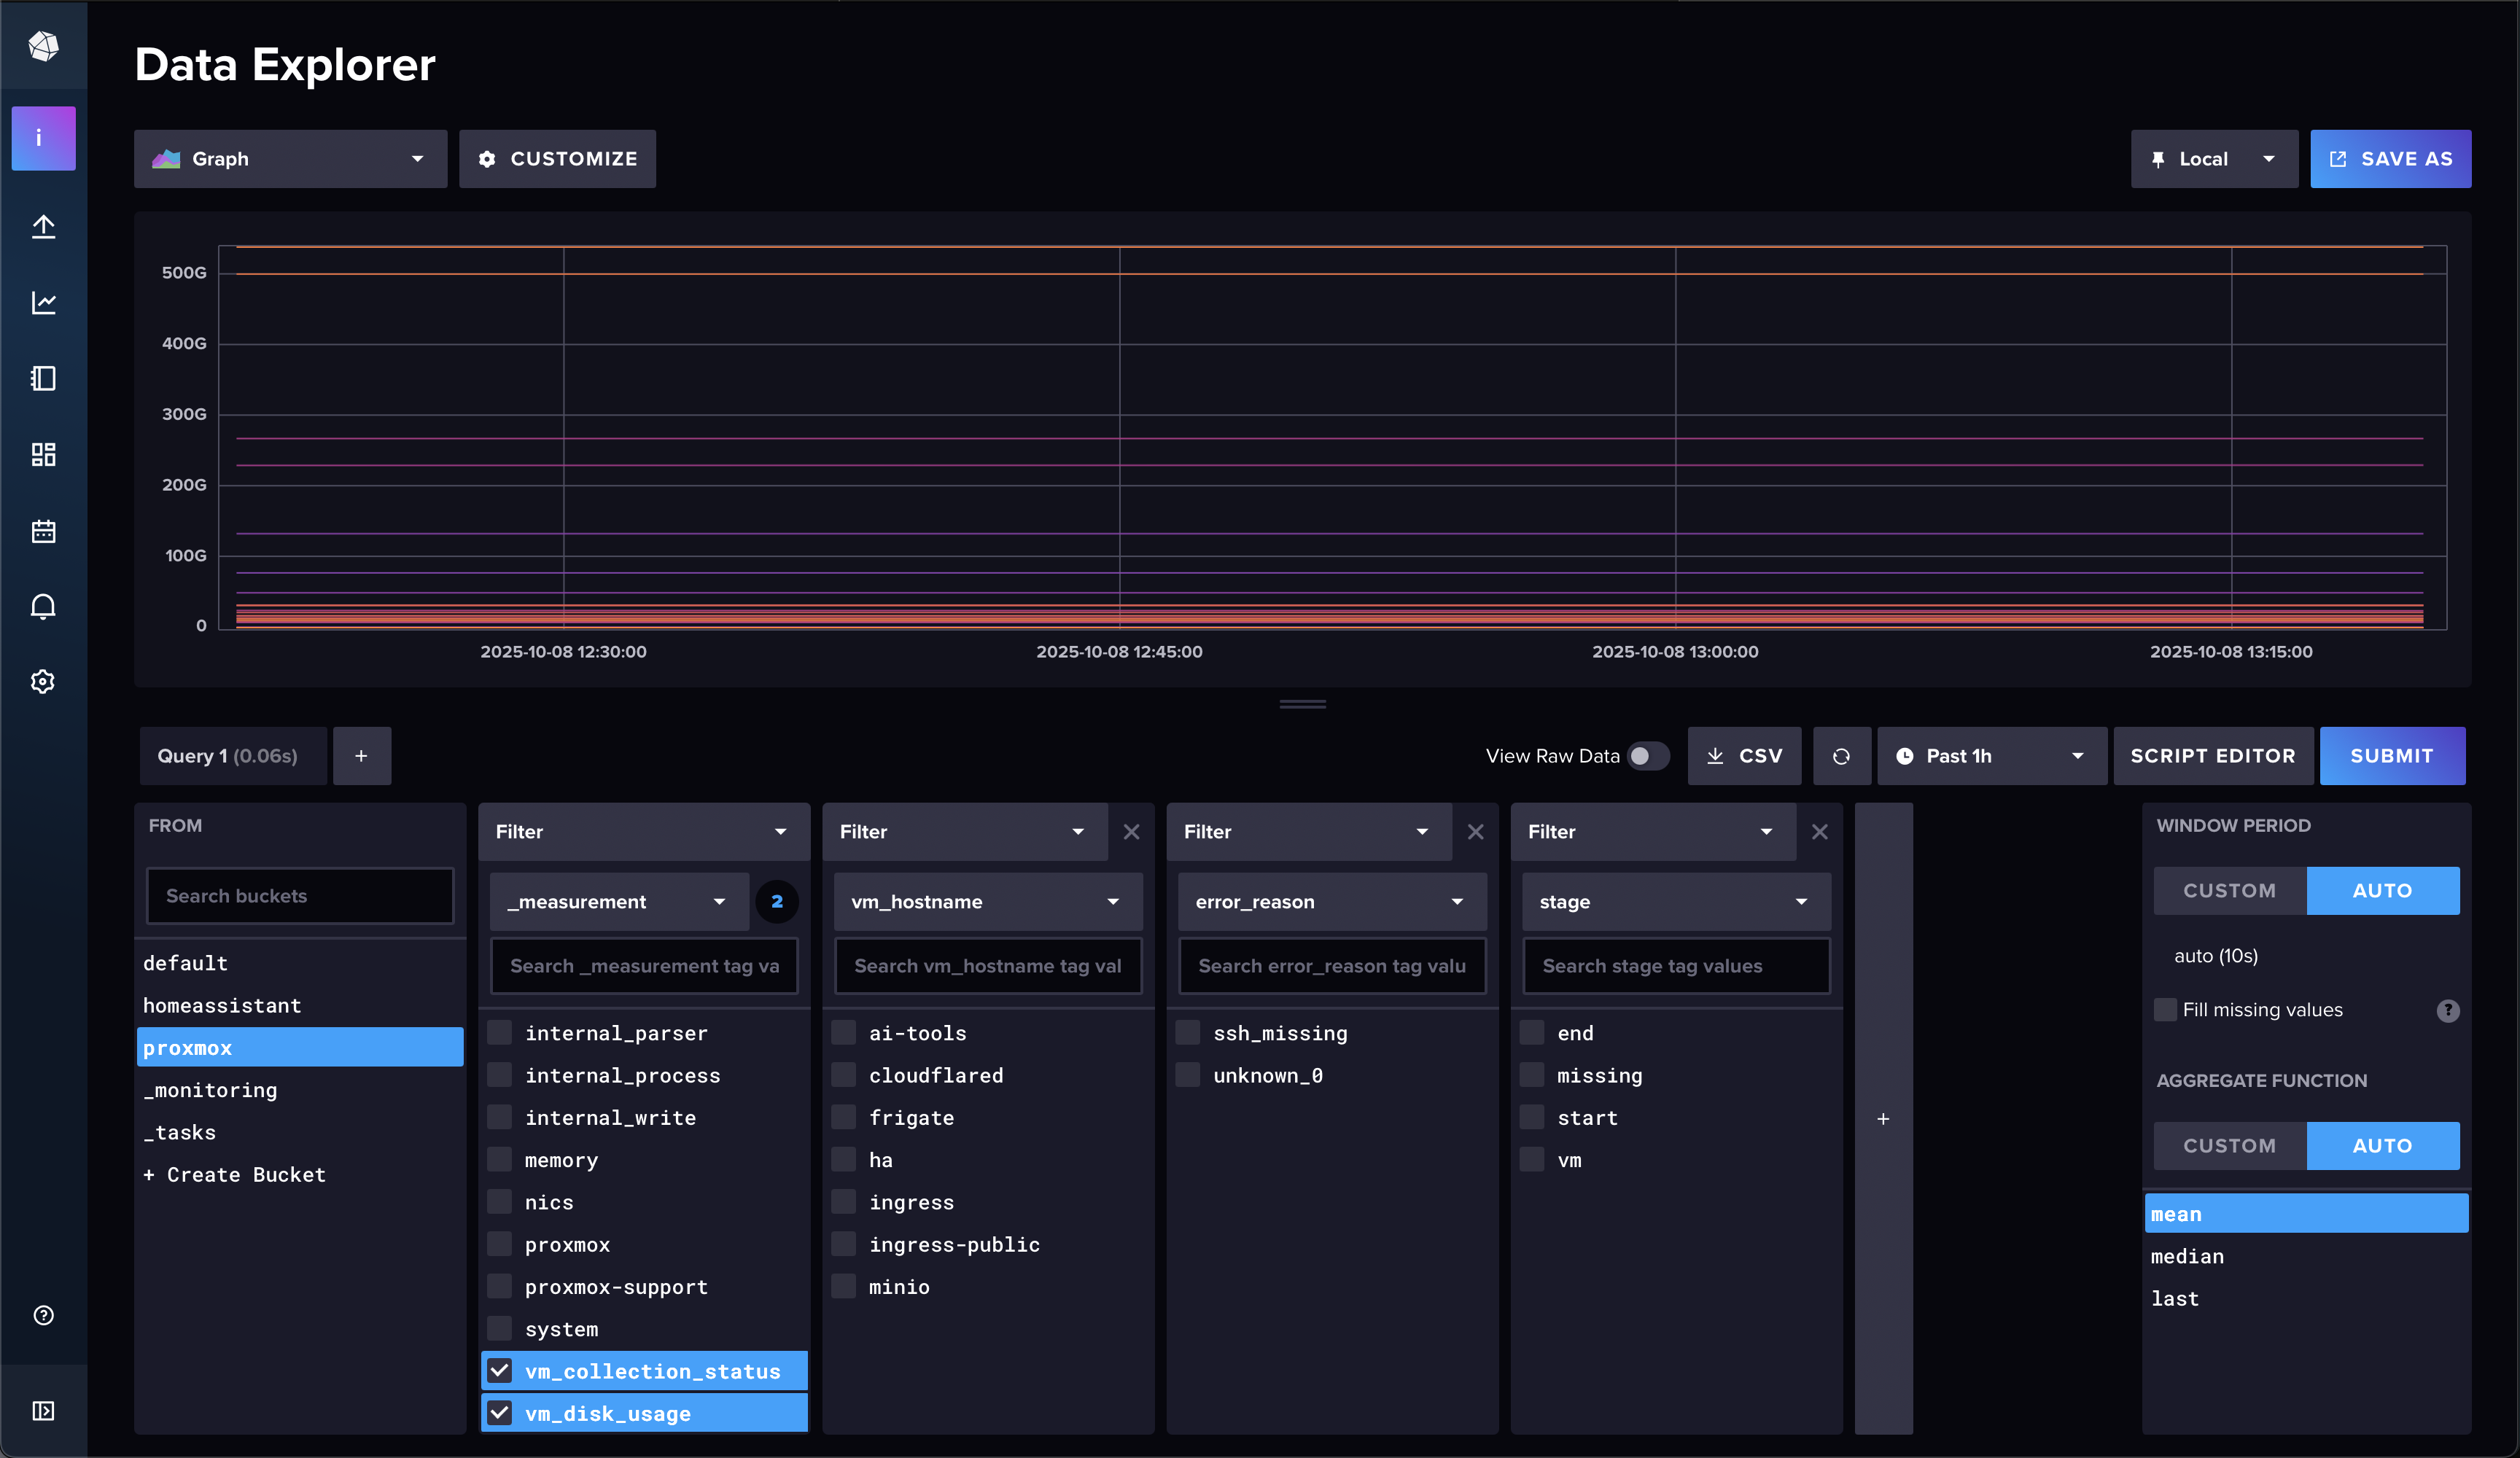 Data Explorer
i
Graph
CUSTOMIZE
Local
SAVE AS
500G
400G
300G
200G
100G
0
2025-10-08 12:30:00
2025-10-08 12:45:00
2025-10-08 13:00:00
2025-10-08 13:15:00
Query 1 (0.06s)
+
View Raw Data
CSV
Past 1h
SCRIPT EDITOR
SUBMIT
FROM
Search buckets
default
homeassistant
proxmox
_monitoring
_tasks
+ Create Bucket
Filter
_measurement
2
Search _measurement tag va
internal_parser
internal_process
internal_write
memory
nics
proxmox
proxmox-support
system
vm_collection_status
vm_disk_usage
Filter
vm_hostname
Search vm_hostname tag val
ai-tools
cloudflared
frigate
ha
ingress
ingress-public
minio
Filter
error_reason
Search error_reason tag valu
ssh_missing
unknown_0
Filter
stage
Search stage tag values
end
missing
start
vm
+
WINDOW PERIOD
CUSTOM
AUTO
auto (10s)
Fill missing values
?
AGGREGATE FUNCTION
CUSTOM
AUTO
mean
median
last
?